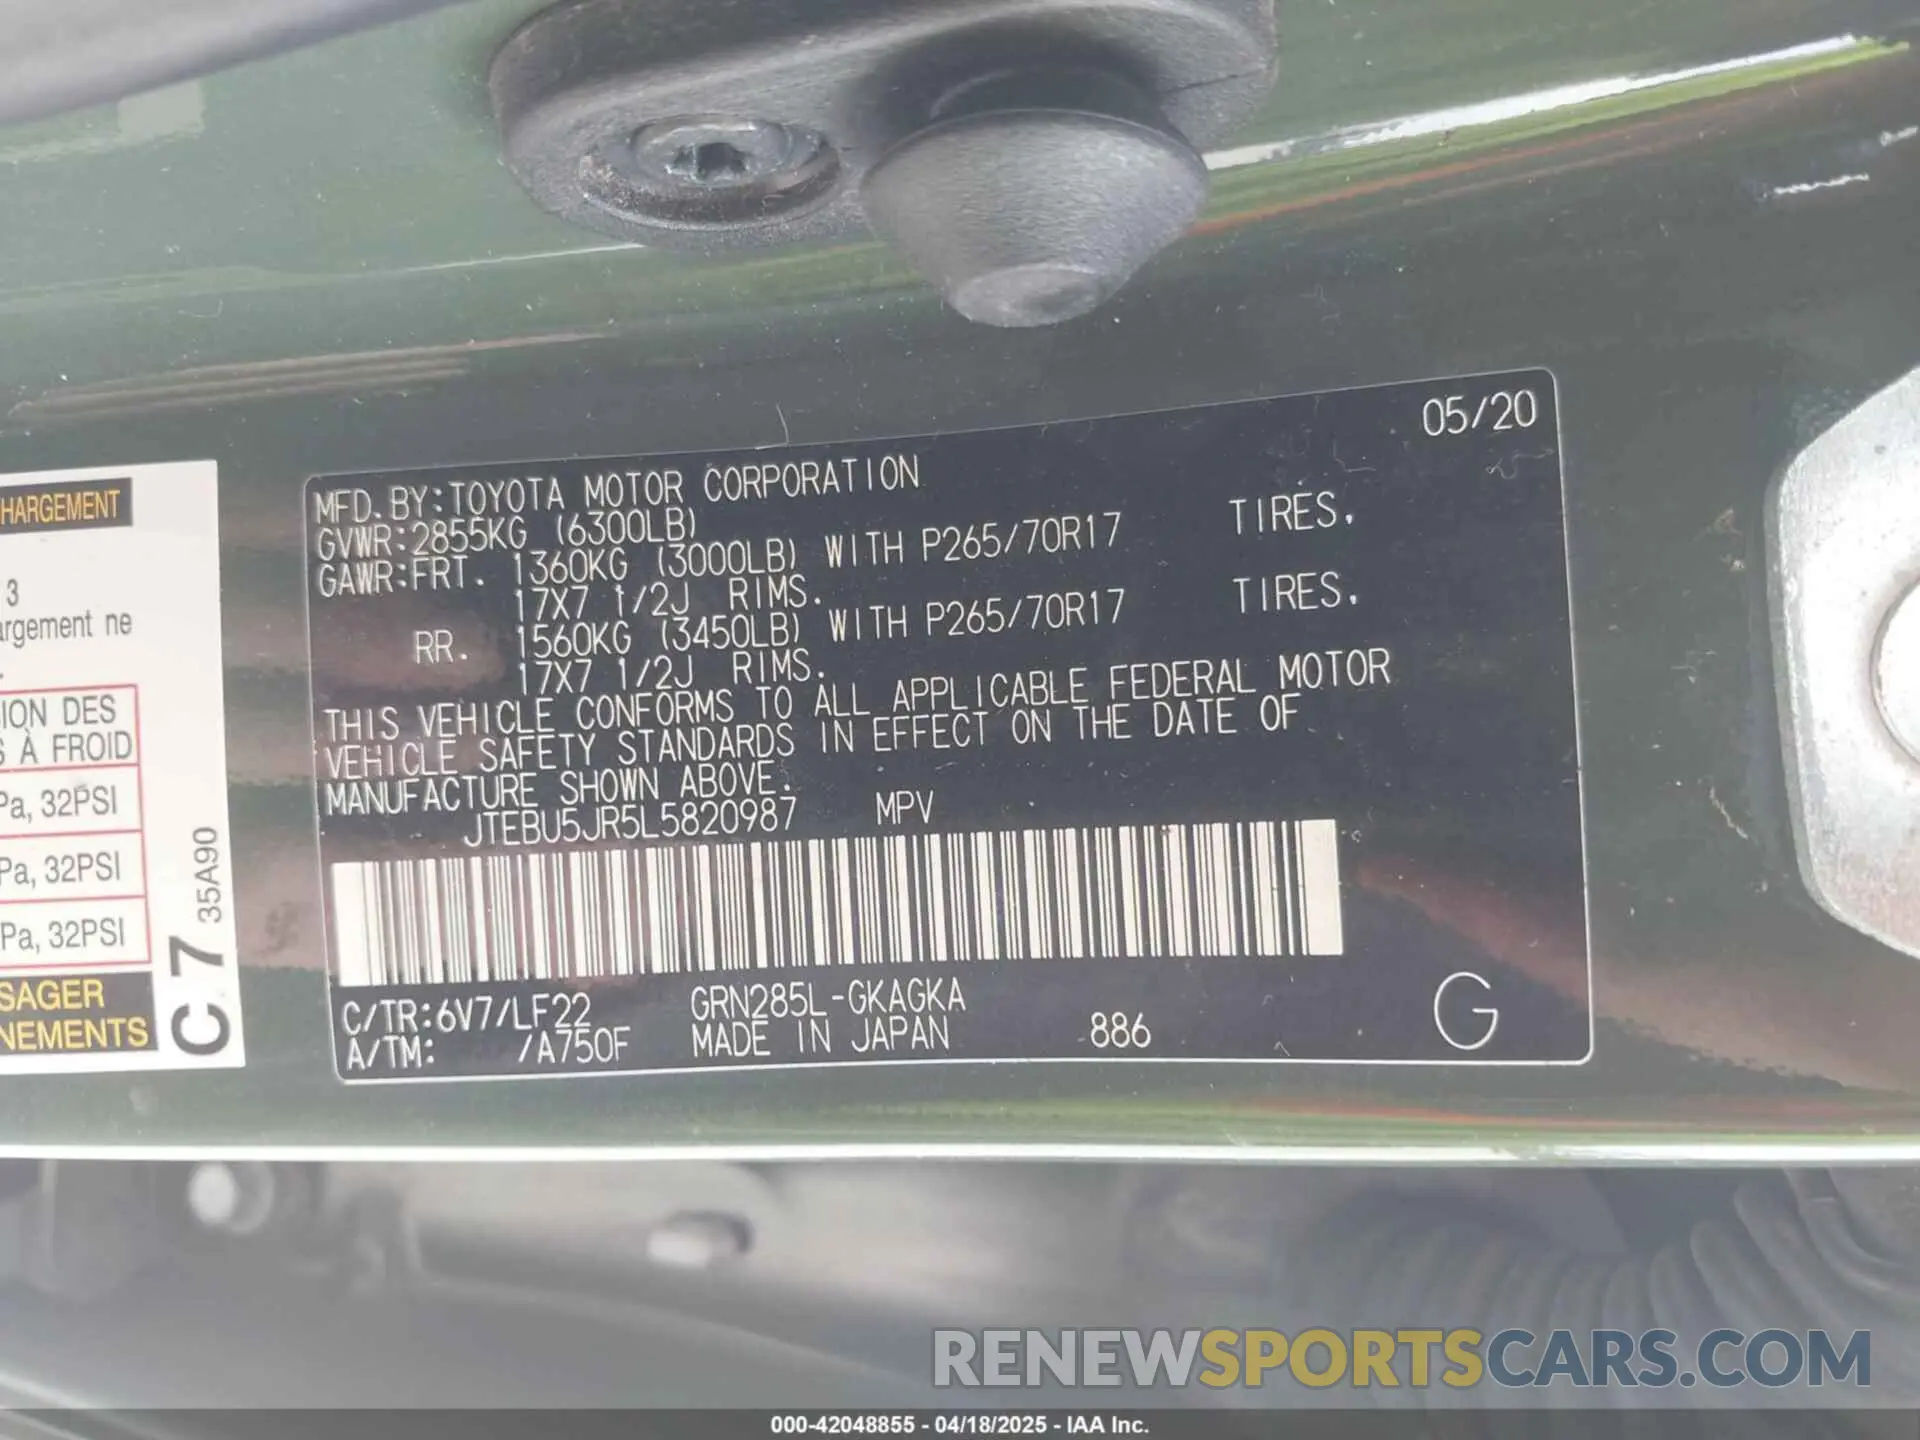 HARGEMENT
3
argement ne
ION DES
S À FROID
Pa, 32PSI
Pa, 32PSI
Pa, 32PSI
SAGER
NEMENTS
C 7
35A90
05/20
MFD. BY:TOYOTA MOTOR CORPORATION
GVWR:2855KG (6300LB)
GAWR:FRT. 1360KG (3000LB) WITH P265/70R17 TIRES.
17X7 1/2J RIMS.
RR. 1560KG (3450LB) WITH P265/70R17 TIRES.
17X7 1/2J RIMS.
THIS VEHICLE CONFORMS TO ALL APPLICABLE FEDERAL MOTOR
VEHICLE SAFETY STANDARDS IN EFFECT ON THE DATE OF
MANUFACTURE SHOWN ABOVE.
JTEBU5JR5L5820987 MPV
C/TR:6V7/LF22 GRN285L-GKAGKA
A/TM: /A750F MADE IN JAPAN 886
G
RENEWSPORTSCARS.COM
000-42048855 - 04/18/2025 - IAA Inc.